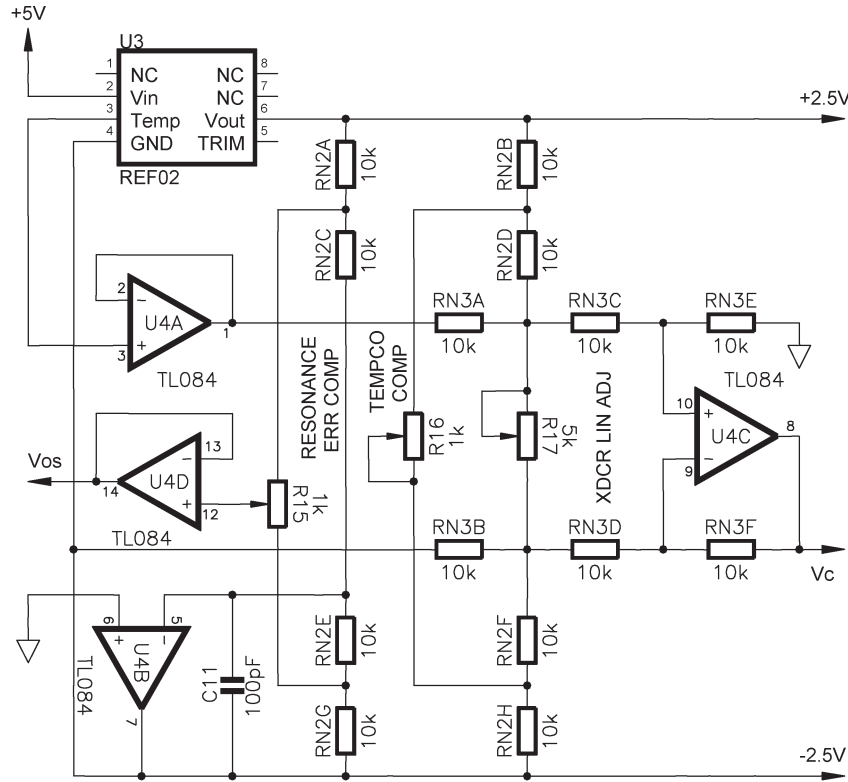 +5V
U3
1 NC NC 8
2 Vin NC 7
3 Temp Vout 6
4 GND TRIM 5
REF02
+2.5V
RN2A 10k
RN2B 10k
RN2C 10k
RN2D 10k
2 −
U4A 1
3 +
TL084
RN3A
10k
RN3C
10k
RN3E
10k
RESONANCE
ERR COMP
TEMPCO
COMP
R16
1k
R17
5k
XDCR LIN ADJ
TL084
10 +
U4C 8
9 −
Vos
14 U4D
− 13
+ 12
TL084
R15
1k
RN3B
10k
RN3D
10k
RN3F
10k
Vc
6 +
5 −
U4B
7
TL084
C11
100pF
RN2E 10k
RN2F 10k
RN2G 10k
RN2H 10k
-2.5V